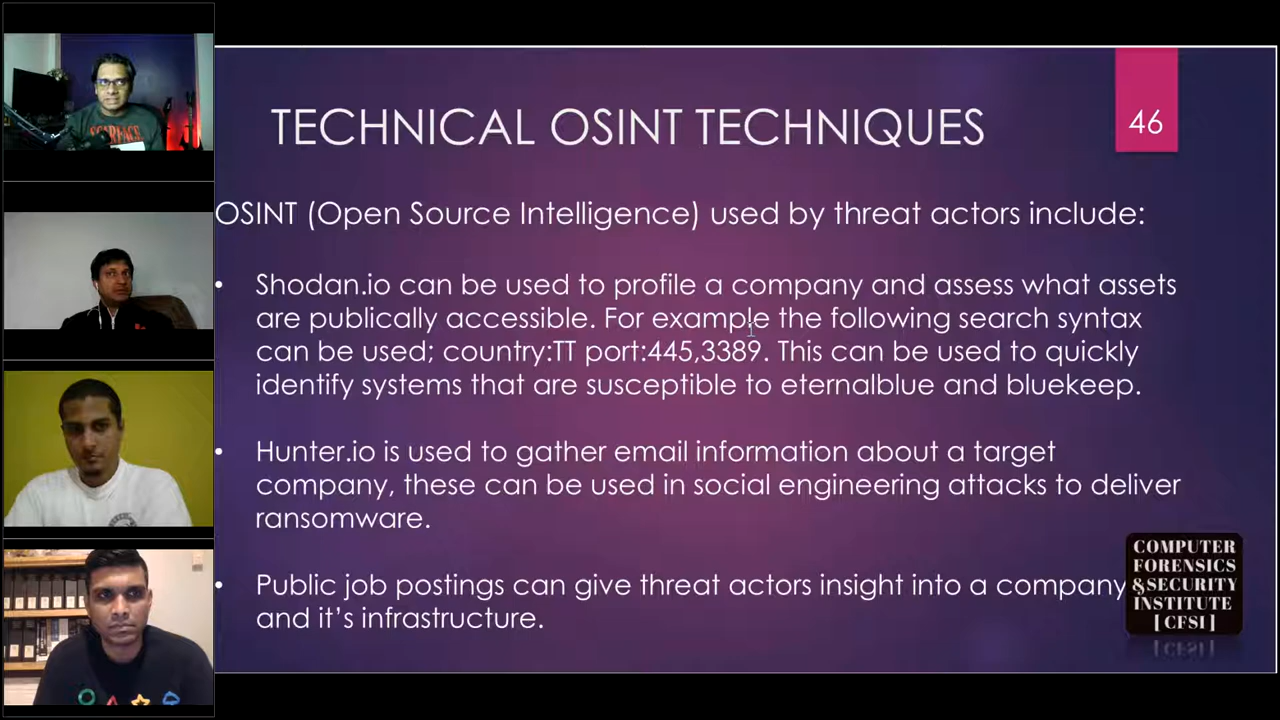 TECHNICAL OSINT TECHNIQUES
46
OSINT (Open Source Intelligence) used by threat actors include:
• Shodan.io can be used to profile a company and assess what assets
are publically accessible. For example the following search syntax
can be used; country:TT port:445,3389. This can be used to quickly
identify systems that are susceptible to eternalblue and bluekeep.
• Hunter.io is used to gather email information about a target
company, these can be used in social engineering attacks to deliver
ransomware.
• Public job postings can give threat actors insight into a company
and it's infrastructure.
COMPUTER
FORENSICS
&SECURITY
INSTITUTE
[CFSI]
SCARFACE